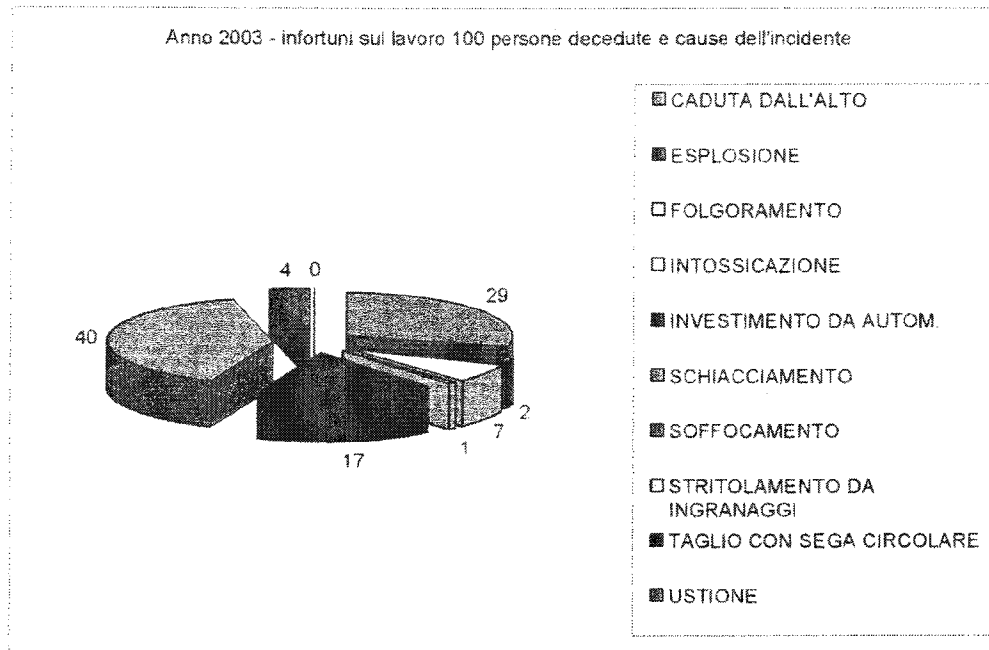 Anno 2003 - infortuni sul lavoro 100 persone decedute e cause dell'incidente
CADUTA DALL'ALTO
ESPLOSIONE
FOLGORAMENTO
INTOSSICAZIONE
INVESTIMENTO DA AUTOM.
SCHIACCIAMENTO
SOFFOCAMENTO
STRITOLAMENTO DA
INGRANAGGI
TAGLIO CON SEGA CIRCOLARE
USTIONE
4 0
29
40
2
7
1
17